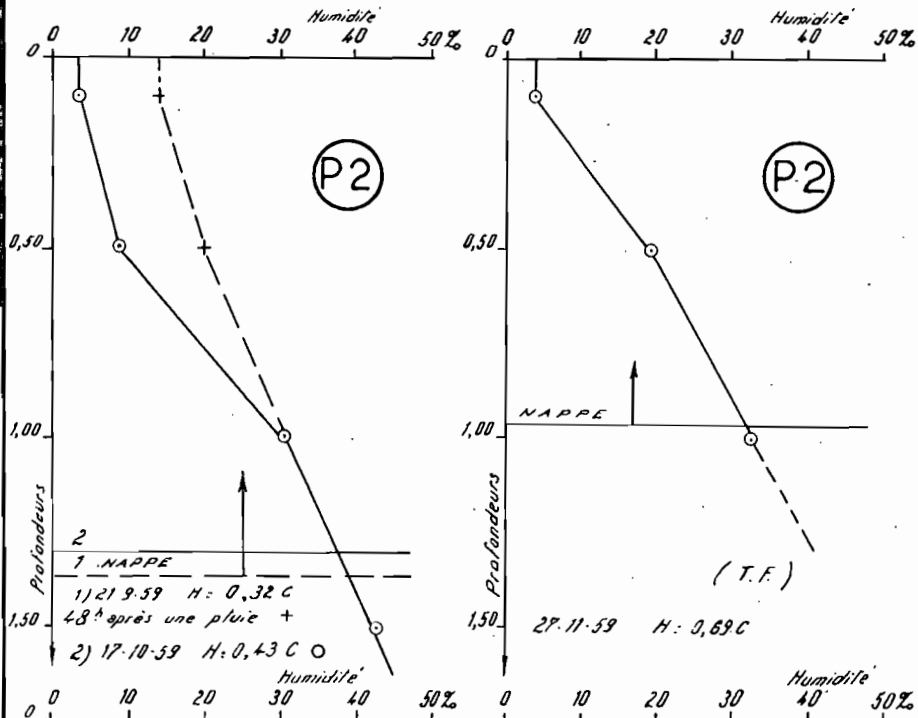 Humidité
0 10 20 30 40 50%
0
P2
0,50
1,00
Profondeurs
2
1 NAPPE
1) 21 9.59 H: 0,32 C
48h après une pluie +
1,50
2) 17-10-59 H: 0,43 C
Humidité
0 10 20 30 40 50%
Humidité
0 10 20 30 40 50%
0
P2
0,50
NAPPE
1,00
Profondeurs
(T.F.)
1,50
27-11-59 H: 0,69.C
Humidité
0 10 20 30 40 50%